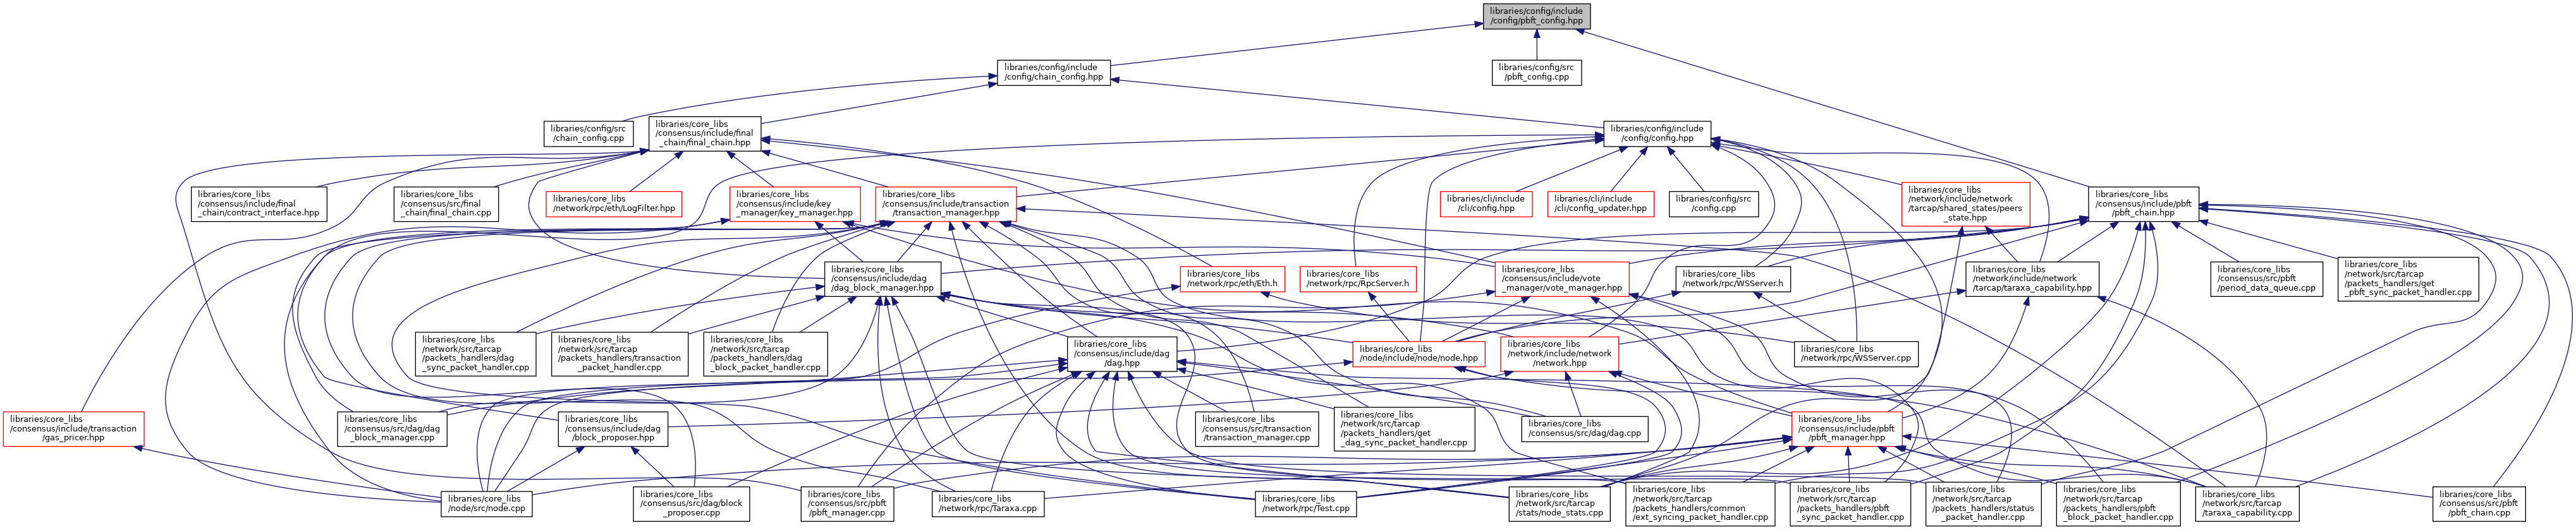 libraries/config/include
/config/pbft_config.hpp
libraries/config/include
/config/chain_config.hpp
libraries/config/src
/pbft_config.cpp
libraries/config/src
/chain_config.cpp
libraries/core_libs
/consensus/include/final
_chain/final_chain.hpp
libraries/config/include
/config/config.hpp
libraries/core_libs
/consensus/include/final
_chain/contract_interface.hpp
libraries/core_libs
/consensus/src/final
_chain/final_chain.cpp
libraries/core_libs
/network/rpc/eth/LogFilter.hpp
libraries/core_libs
/consensus/include/key
_manager/key_manager.hpp
libraries/core_libs
/consensus/include/transaction
/transaction_manager.hpp
libraries/cli/include
/cli/config.hpp
libraries/cli/include
/cli/config_updater.hpp
libraries/config/src
/config.cpp
libraries/core_libs
/network/include/network
/tarcap/shared_states/peers
_state.hpp
libraries/core_libs
/consensus/include/pbft
/pbft_chain.hpp
libraries/core_libs
/consensus/include/dag
/dag_block_manager.hpp
libraries/core_libs
/network/rpc/eth/Eth.h
libraries/core_libs
/network/rpc/RpcServer.h
libraries/core_libs
/consensus/include/vote
_manager/vote_manager.hpp
libraries/core_libs
/network/rpc/WSServer.h
libraries/core_libs
/network/include/network
/tarcap/taraxa_capability.hpp
libraries/core_libs
/consensus/src/pbft
/period_data_queue.cpp
libraries/core_libs
/network/src/tarcap
/packets_handlers/get
_pbft_sync_packet_handler.cpp
libraries/core_libs
/network/src/tarcap
/packets_handlers/dag
_sync_packet_handler.cpp
libraries/core_libs
/network/src/tarcap
/packets_handlers/transaction
_packet_handler.cpp
libraries/core_libs
/network/src/tarcap
/packets_handlers/dag
_block_packet_handler.cpp
libraries/core_libs
/consensus/include/dag
/dag.hpp
libraries/core_libs
/node/include/node/node.hpp
libraries/core_libs
/network/include/network
/network.hpp
libraries/core_libs
/network/rpc/WSServer.cpp
libraries/core_libs
/consensus/include/transaction
/gas_pricer.hpp
libraries/core_libs
/consensus/src/dag/dag
_block_manager.cpp
libraries/core_libs
/consensus/include/dag
/block_proposer.hpp
libraries/core_libs
/consensus/src/transaction
/transaction_manager.cpp
libraries/core_libs
/network/src/tarcap
/packets_handlers/get
_dag_sync_packet_handler.cpp
libraries/core_libs
/consensus/src/dag/dag.cpp
libraries/core_libs
/consensus/include/pbft
/pbft_manager.hpp
libraries/core_libs
/node/src/node.cpp
libraries/core_libs
/consensus/src/dag/block
_proposer.cpp
libraries/core_libs
/consensus/src/pbft
/pbft_manager.cpp
libraries/core_libs
/network/rpc/Taraxa.cpp
libraries/core_libs
/network/rpc/Test.cpp
libraries/core_libs
/network/src/tarcap
/stats/node_stats.cpp
libraries/core_libs
/network/src/tarcap
/packets_handlers/common
/ext_syncing_packet_handler.cpp
libraries/core_libs
/network/src/tarcap
/packets_handlers/pbft
_sync_packet_handler.cpp
libraries/core_libs
/network/src/tarcap
/packets_handlers/status
_packet_handler.cpp
libraries/core_libs
/network/src/tarcap
/packets_handlers/pbft
_block_packet_handler.cpp
libraries/core_libs
/network/src/tarcap
/taraxa_capability.cpp
libraries/core_libs
/consensus/src/pbft
/pbft_chain.cpp